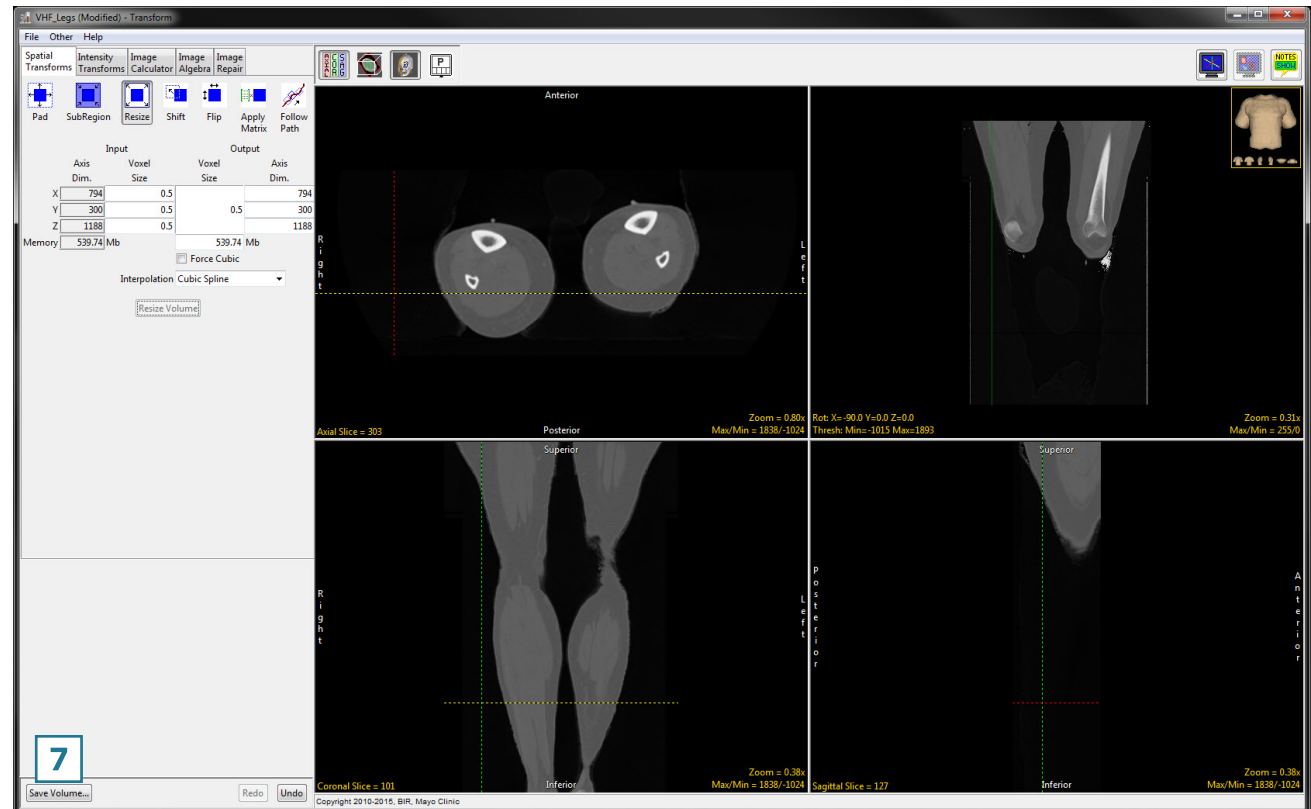 VHF_Legs (Modified) - Transform
File Other Help
Spatial Transforms Intensity Transforms Image Calculator Image Algebra Image Repair
AXIAL CORO SAG
P
NOTES SHOW
Pad SubRegion Resize Shift Flip Apply Matrix Follow Path
Input Output
Axis Dim. Voxel Size Voxel Size Axis Dim.
X 794 0.5 794
Y 300 0.5 0.5 300
Z 1188 0.5 1188
Memory 539.74 Mb 539.74 Mb
Force Cubic
Interpolation Cubic Spline
Resize Volume
Anterior
Right
Left
Zoom = 0.80x
Axial Slice = 303 Posterior Max/Min = 1838/-1024
Rot: X=-90.0 Y=0.0 Z=0.0 Zoom = 0.31x
Thresh: Min=-1015 Max=1893 Max/Min = 255/0
Superior
Right
Left
Zoom = 0.38x
Coronal Slice = 101 Inferior Max/Min = 1838/-1024
Superior
Posterior
Anterior
Zoom = 0.38x
Sagittal Slice = 127 Inferior Max/Min = 1838/-1024
7
Save Volume... Redo Undo
Copyright 2010-2015, BIR, Mayo Clinic